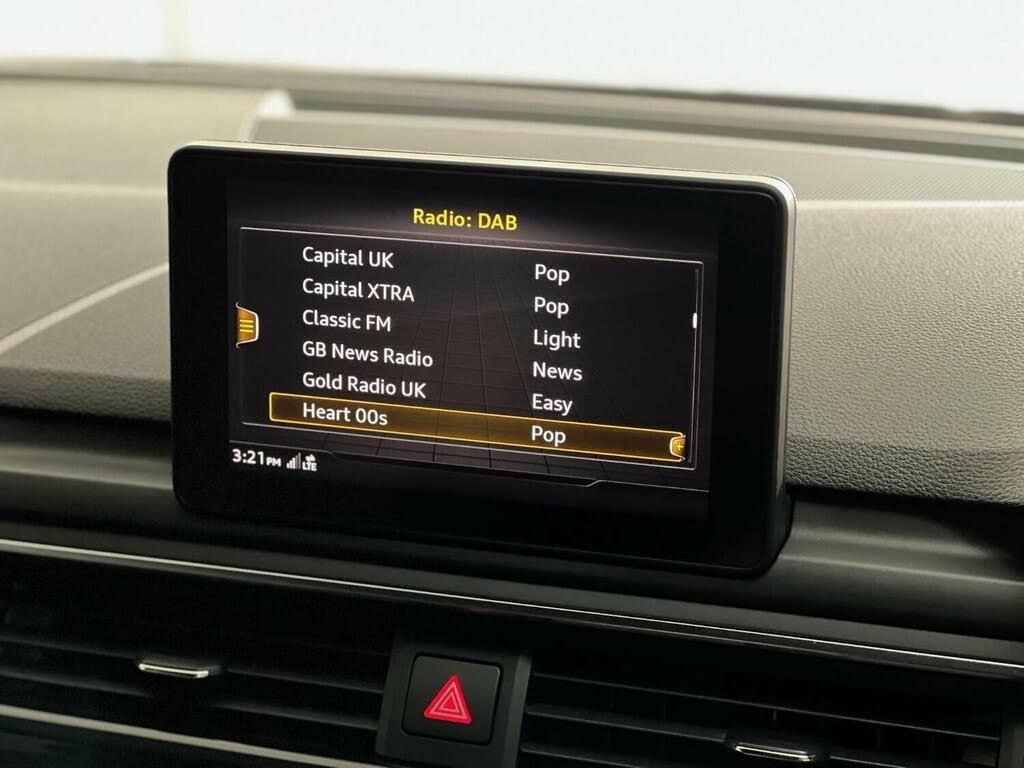 Radio: DAB
Capital UK Pop
Capital XTRA Pop
Classic FM Light
GB News Radio News
Gold Radio UK Easy
Heart 00s Pop
3:21PM LTE